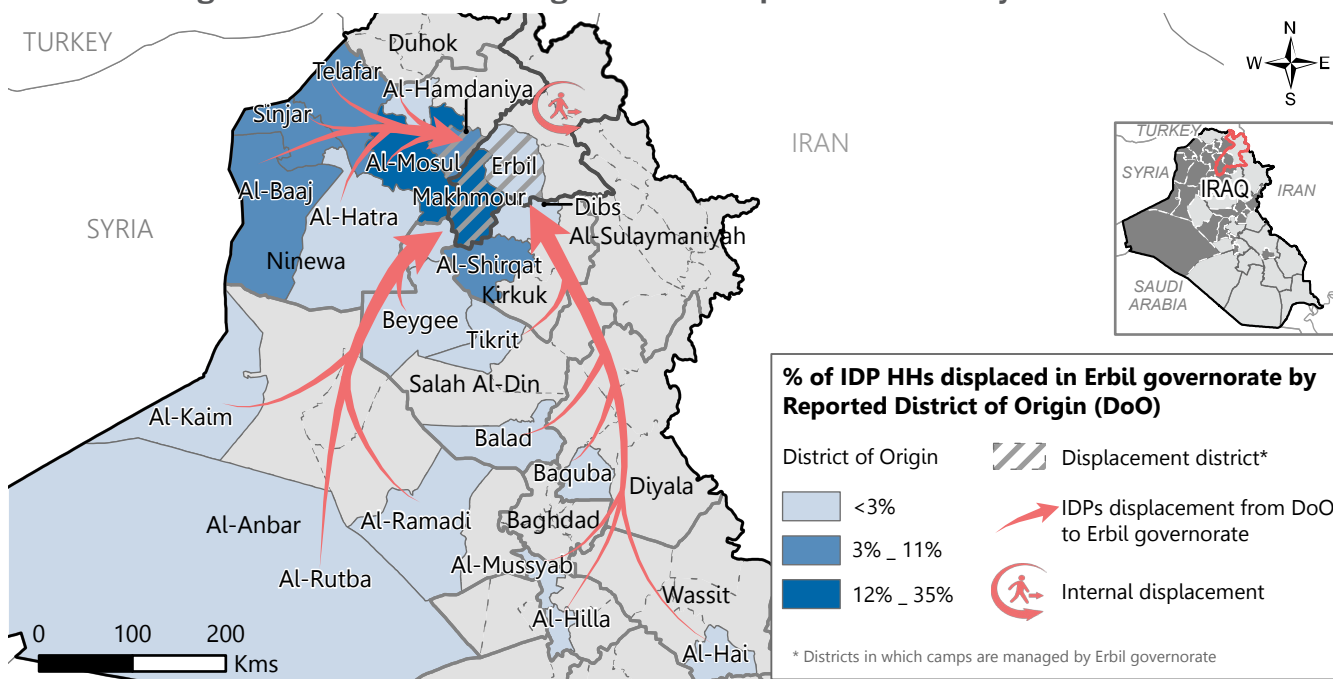 TURKEY
Duhok
Telafar
Al-Hamdaniya
Sinjar
IRAN
Al-Mosul
Erbil
Al-Baaj
Makhmour
Al-Hatra
Dibs
SYRIA
Al-Sulaymaniyah
Ninewa
Al-Shirqat
Kirkuk
Beygee
Tikrit
Salah Al-Din
Al-Kaim
Balad
Baquba
Diyala
Al-Anbar
Al-Ramadi
Baghdad
Al-Mussyab
Al-Rutba
Wassit
Al-Hilla
Al-Hai
0 100 200
Kms
N
W E
S
TURKEY
SYRIA
IRAQ
IRAN
SAUDI
ARABIA
% of IDP HHs displaced in Erbil governorate by
Reported District of Origin (DoO)
District of Origin
<3%
3% _ 11%
12% _ 35%
Displacement district*
IDPs displacement from DoO
to Erbil governorate
Internal displacement
* Districts in which camps are managed by Erbil governorate